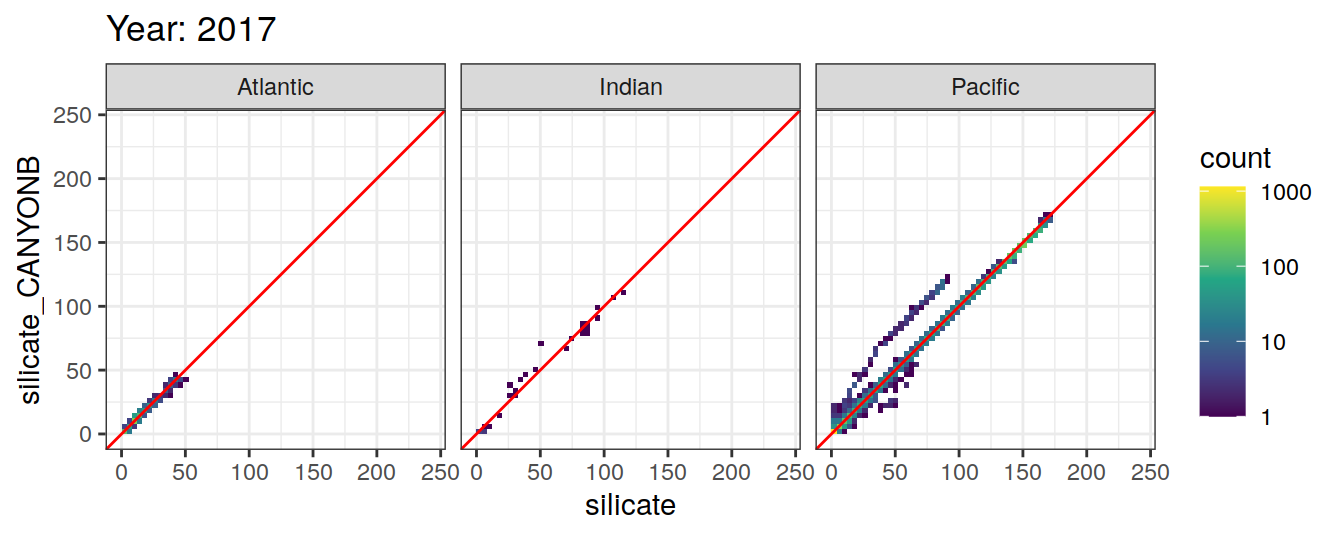 Year: 2017
Atlantic
Indian
Pacific
silicate_CANYONB
250
200
150
100
50
0
0 50 100 150 200 250
0 50 100 150 200 250
0 50 100 150 200 250
silicate
count
1000
100
10
1